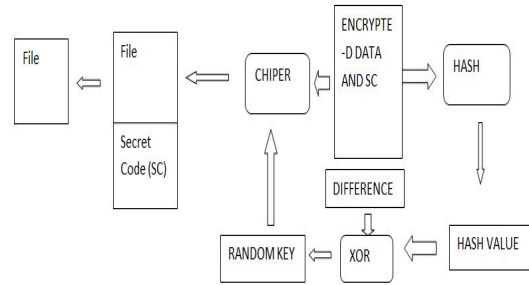 File
File
Secret
Code (SC)
CHIPER
ENCRYPTE
-D DATA
AND SC
HASH
DIFFERENCE
RANDOM KEY
XOR
HASH VALUE